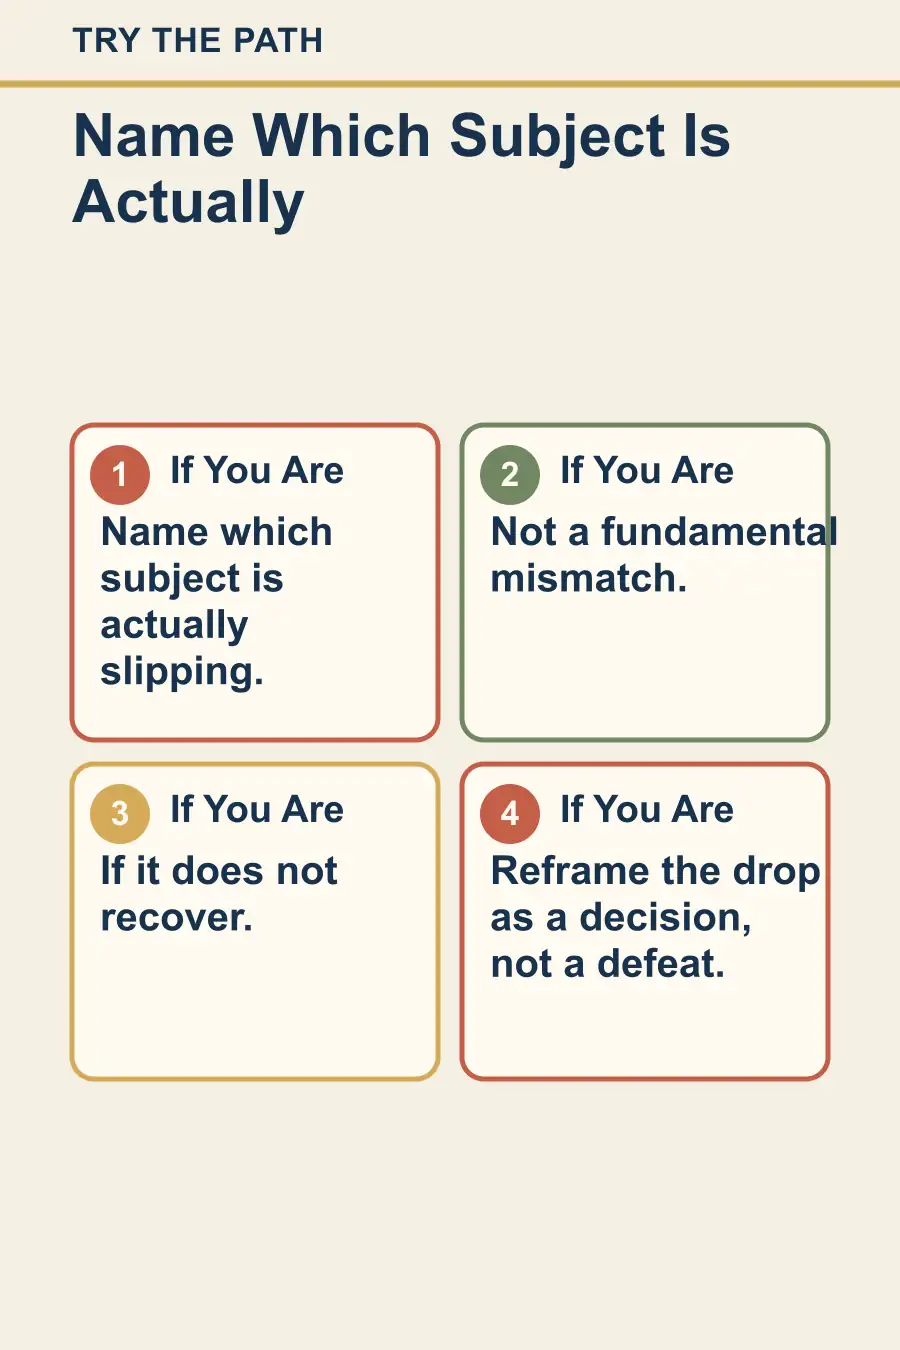 TRY THE PATH
Name Which Subject Is
Actually
1 If You Are
Name which
subject is
actually
slipping.
2 If You Are
Not a fundamental
mismatch.
3 If You Are
If it does not
recover.
4 If You Are
Reframe the drop
as a decision,
not a defeat.